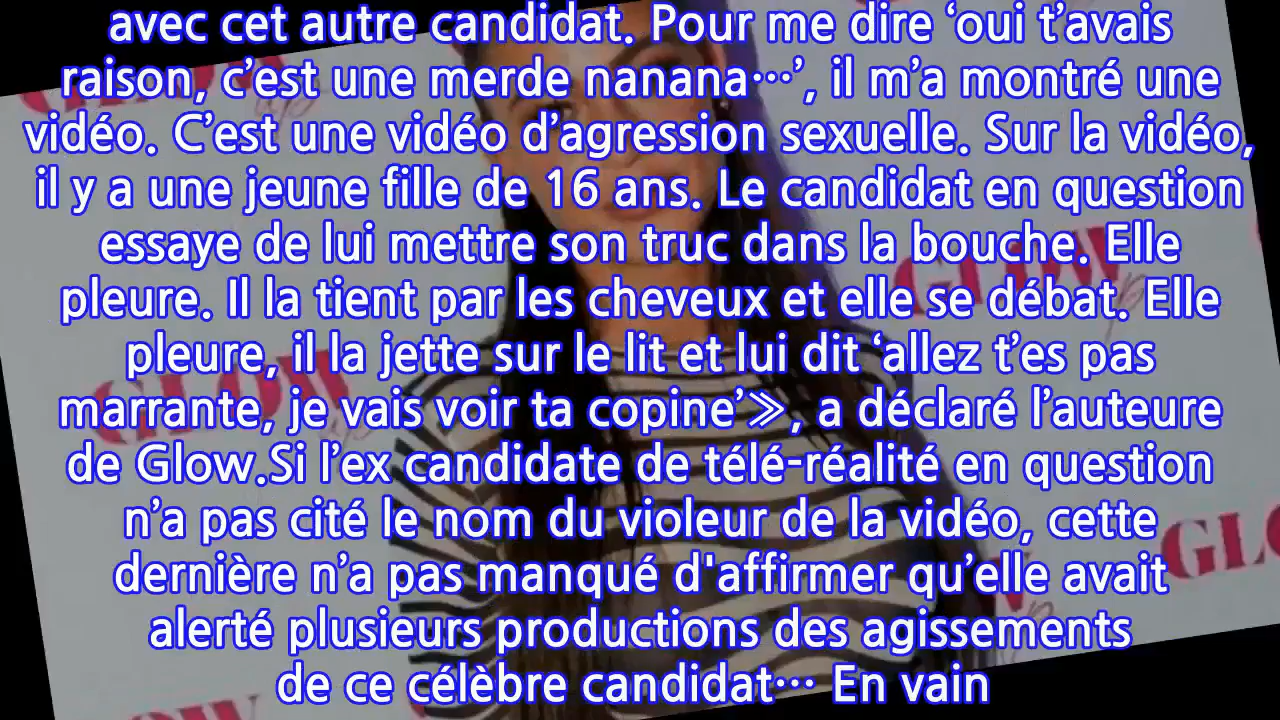 avec cet autre candidat. Pour me dire ‘oui t’avais
raison, c’est une merde nanana…’, il m’a montré une
vidéo. C’est une vidéo d’agression sexuelle. Sur la vidéo,
il y a une jeune fille de 16 ans. Le candidat en question
essaye de lui mettre son truc dans la bouche. Elle
pleure. Il la tient par les cheveux et elle se débat. Elle
pleure, il la jette sur le lit et lui dit ‘allez t’es pas
marrante, je vais voir ta copine’», a déclaré l’auteure
de Glow.Si l’ex candidate de télé-réalité en question
n’a pas cité le nom du violeur de la vidéo, cette
dernière n’a pas manqué d'affirmer qu’elle avait
alerté plusieurs productions des agissements
de ce célèbre candidat… En vain
GLOW
GLOW
GLOW